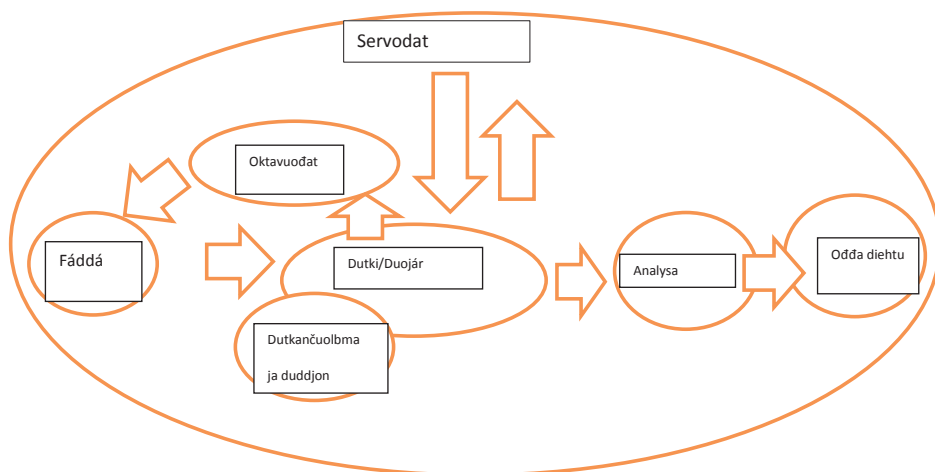 Servodat
Oktavuođat
Fáddá
Dutki/Duojár
Analysa
Ođđa diehtu
Dutkančuolbma
ja duddjon